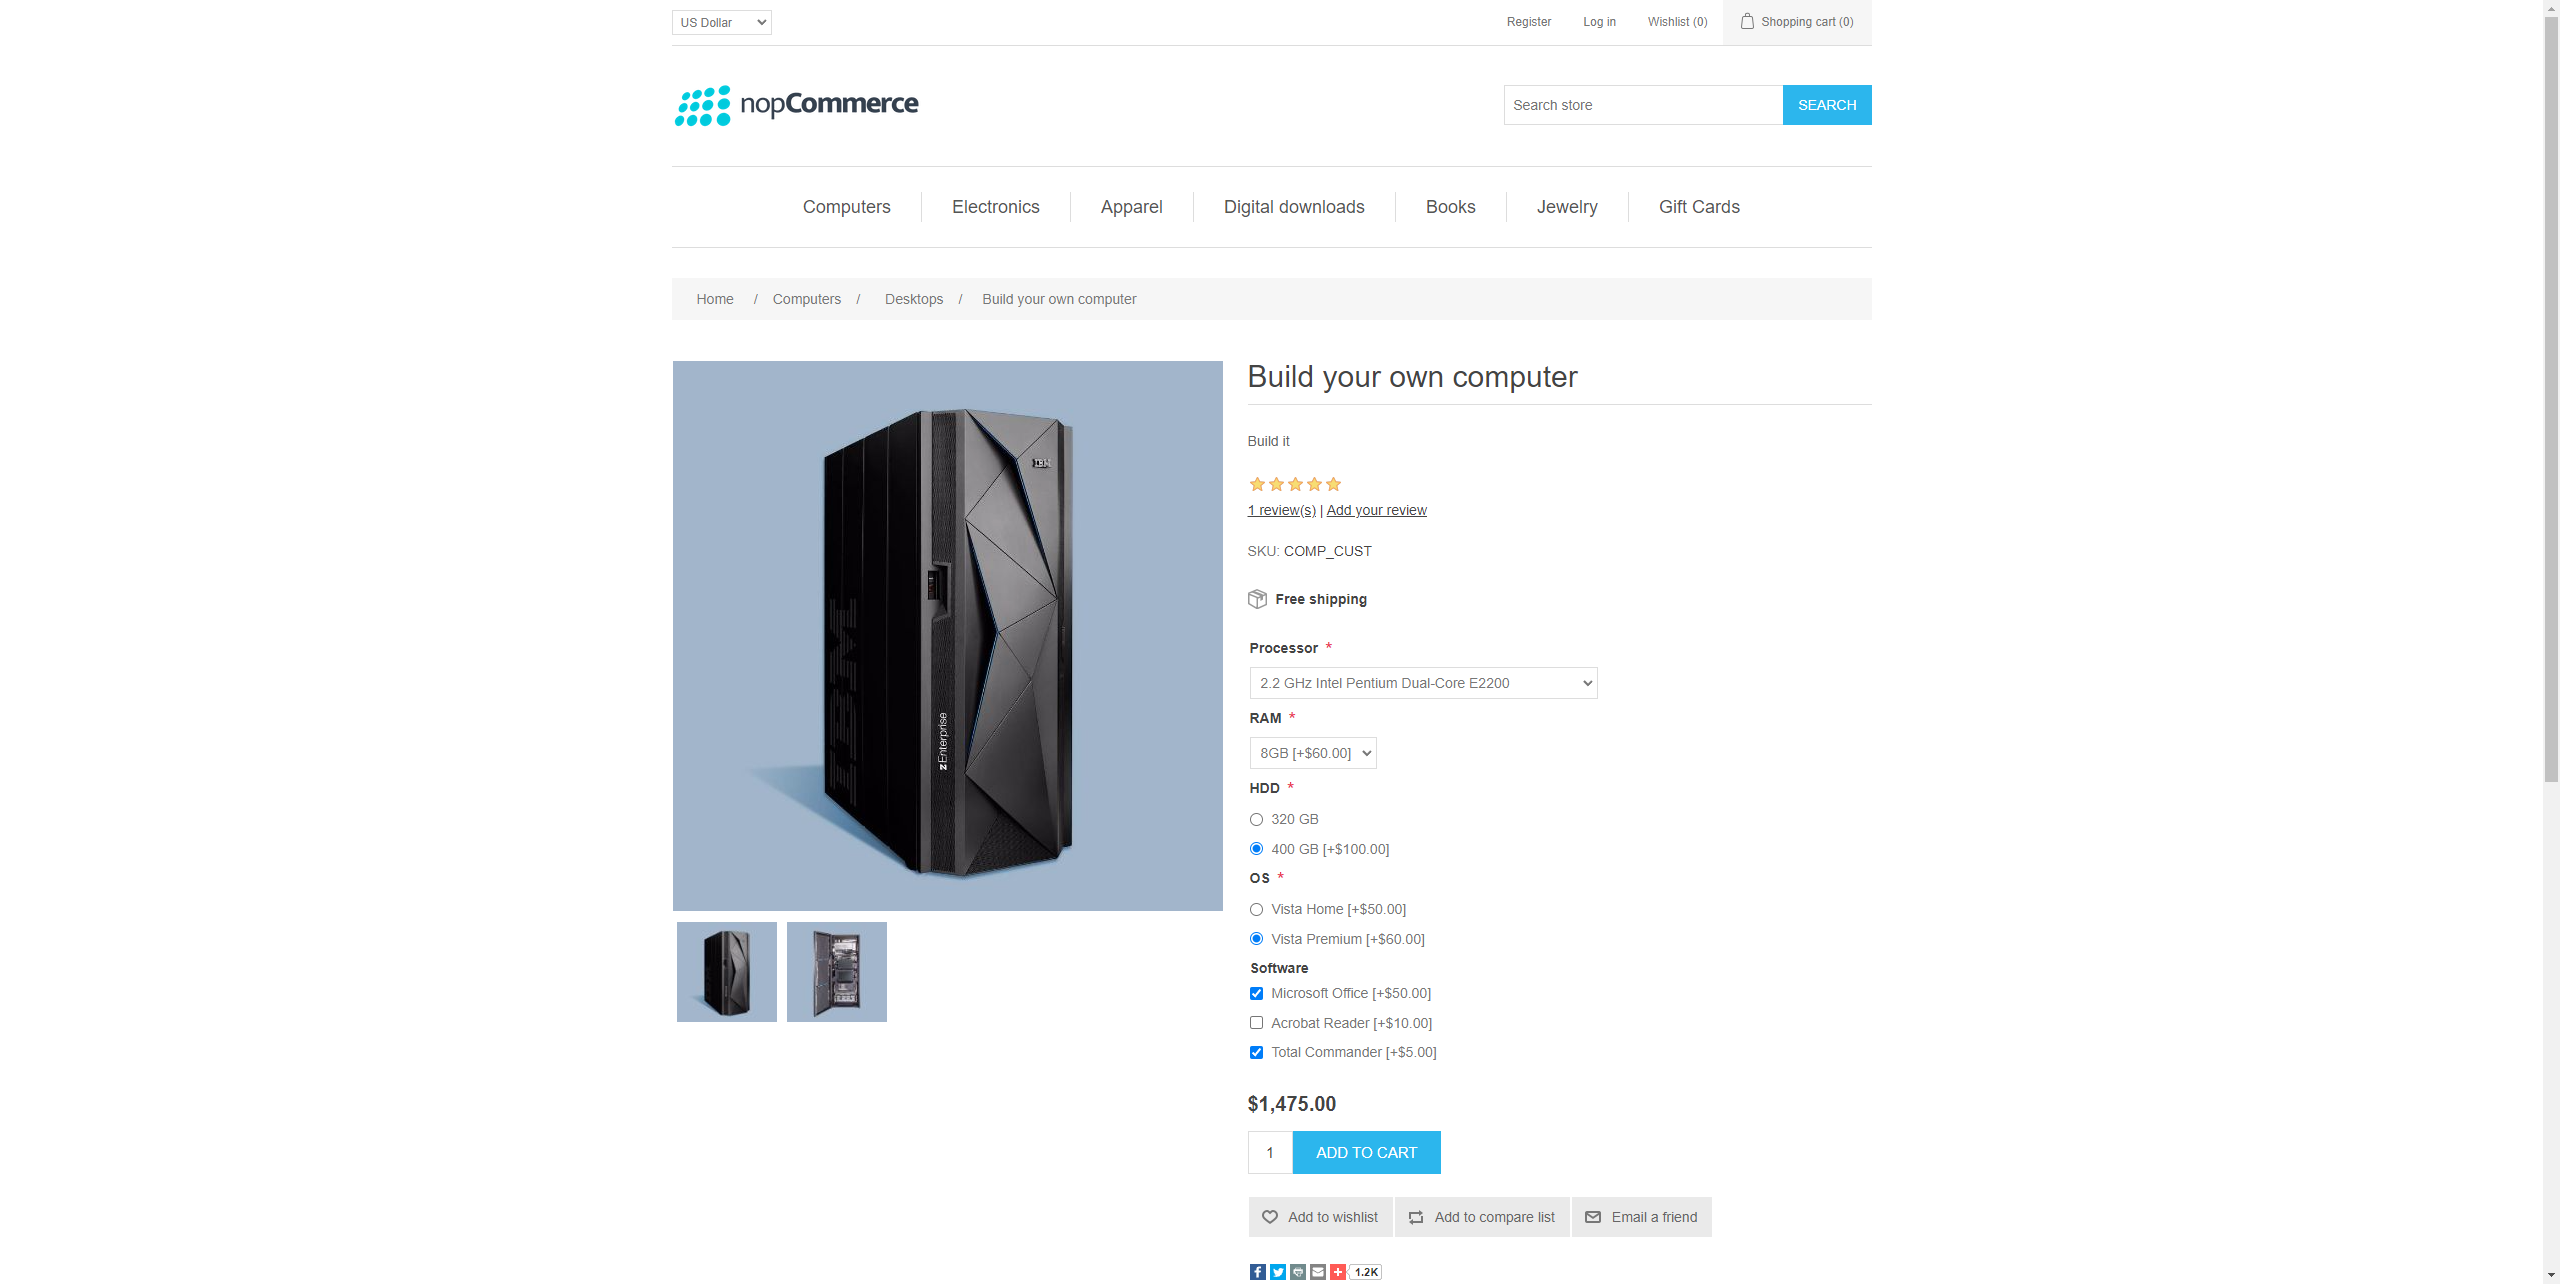 US Dollar
Register
Log in
Wishlist (0)
Shopping cart (0)
nopCommerce
Search store
SEARCH
Computers
Electronics
Apparel
Digital downloads
Books
Jewelry
Gift Cards
Home / Computers / Desktops / Build your own computer
IBM
IBM
zEnterprise
Build your own computer
Build it
1 review(s) | Add your review
SKU: COMP_CUST
Free shipping
Processor *
2.2 GHz Intel Pentium Dual-Core E2200
RAM *
8GB [+$60.00]
HDD *
320 GB
400 GB [+$100.00]
OS *
Vista Home [+$50.00]
Vista Premium [+$60.00]
Software
Microsoft Office [+$50.00]
Acrobat Reader [+$10.00]
Total Commander [+$5.00]
$1,475.00
1
ADD TO CART
Add to wishlist
Add to compare list
Email a friend
1.2K